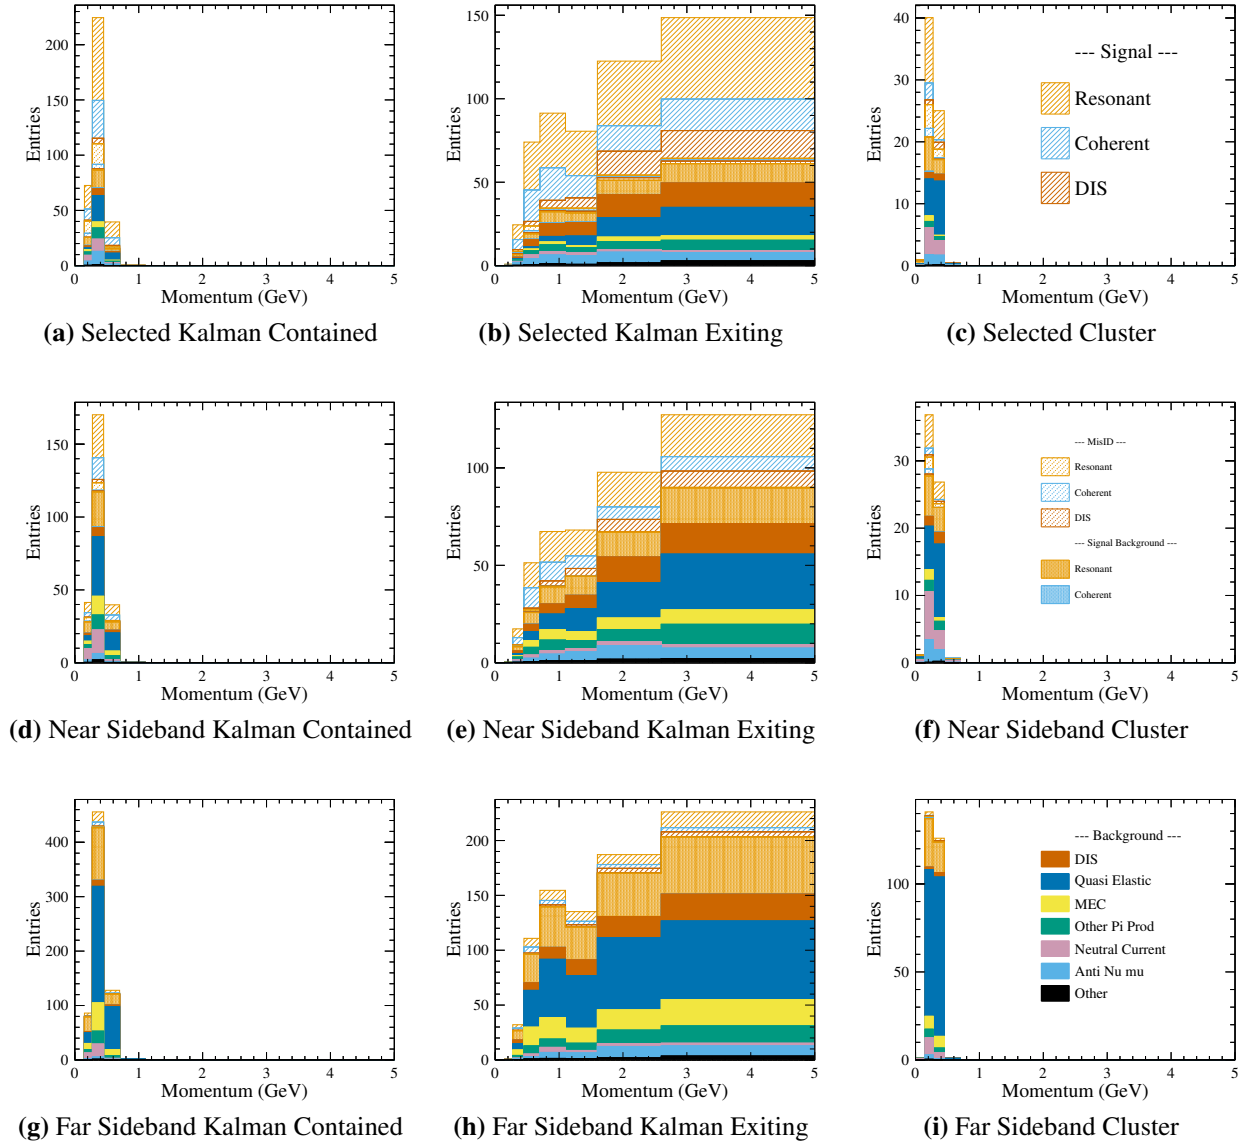 200
150
100
50
0
Entries
0 1 2 3 4 5
Momentum (GeV)
(a) Selected Kalman Contained
150
100
50
0
Entries
0 1 2 3 4 5
Momentum (GeV)
(b) Selected Kalman Exiting
40
30
20
10
0
Entries
--- Signal ---
Resonant
Coherent
DIS
0 1 2 3 4 5
Momentum (GeV)
(c) Selected Cluster
150
100
50
0
Entries
0 1 2 3 4 5
Momentum (GeV)
(d) Near Sideband Kalman Contained
100
50
0
Entries
0 1 2 3 4 5
Momentum (GeV)
(e) Near Sideband Kalman Exiting
30
20
10
0
Entries
--- MisID ---
Resonant
Coherent
DIS
--- Signal Background ---
Resonant
Coherent
0 1 2 3 4 5
Momentum (GeV)
(f) Near Sideband Cluster
400
300
200
100
0
Entries
0 1 2 3 4 5
Momentum (GeV)
(g) Far Sideband Kalman Contained
200
150
100
50
0
Entries
0 1 2 3 4 5
Momentum (GeV)
(h) Far Sideband Kalman Exiting
100
50
0
Entries
--- Background ---
DIS
Quasi Elastic
MEC
Other Pi Prod
Neutral Current
Anti Nu mu
Other
0 1 2 3 4 5
Momentum (GeV)
(i) Far Sideband Cluster